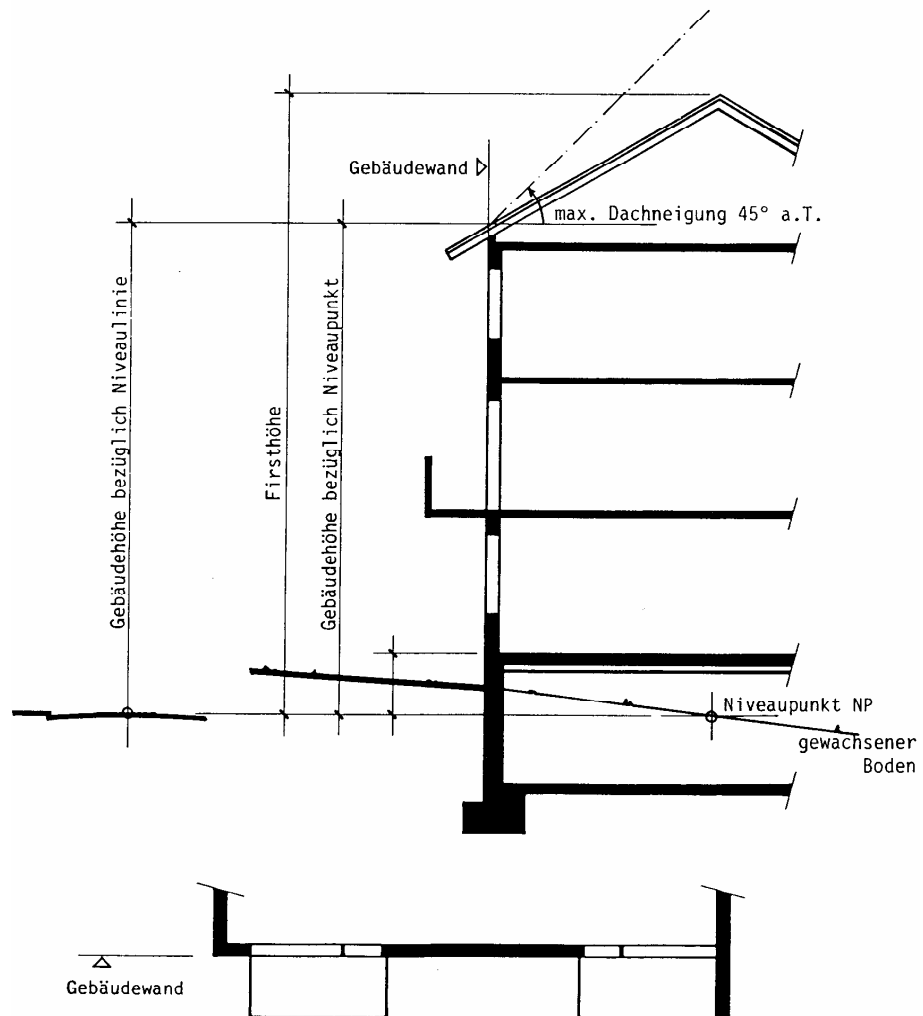 Gebäudewand
max. Dachneigung 45° a.T.
Gebäudehöhe bezüglich Niveaulinie
Firsthöhe
Gebäudehöhe bezüglich Niveaupunkt
Niveaupunkt NP
gewachsener
Boden
Gebäudewand